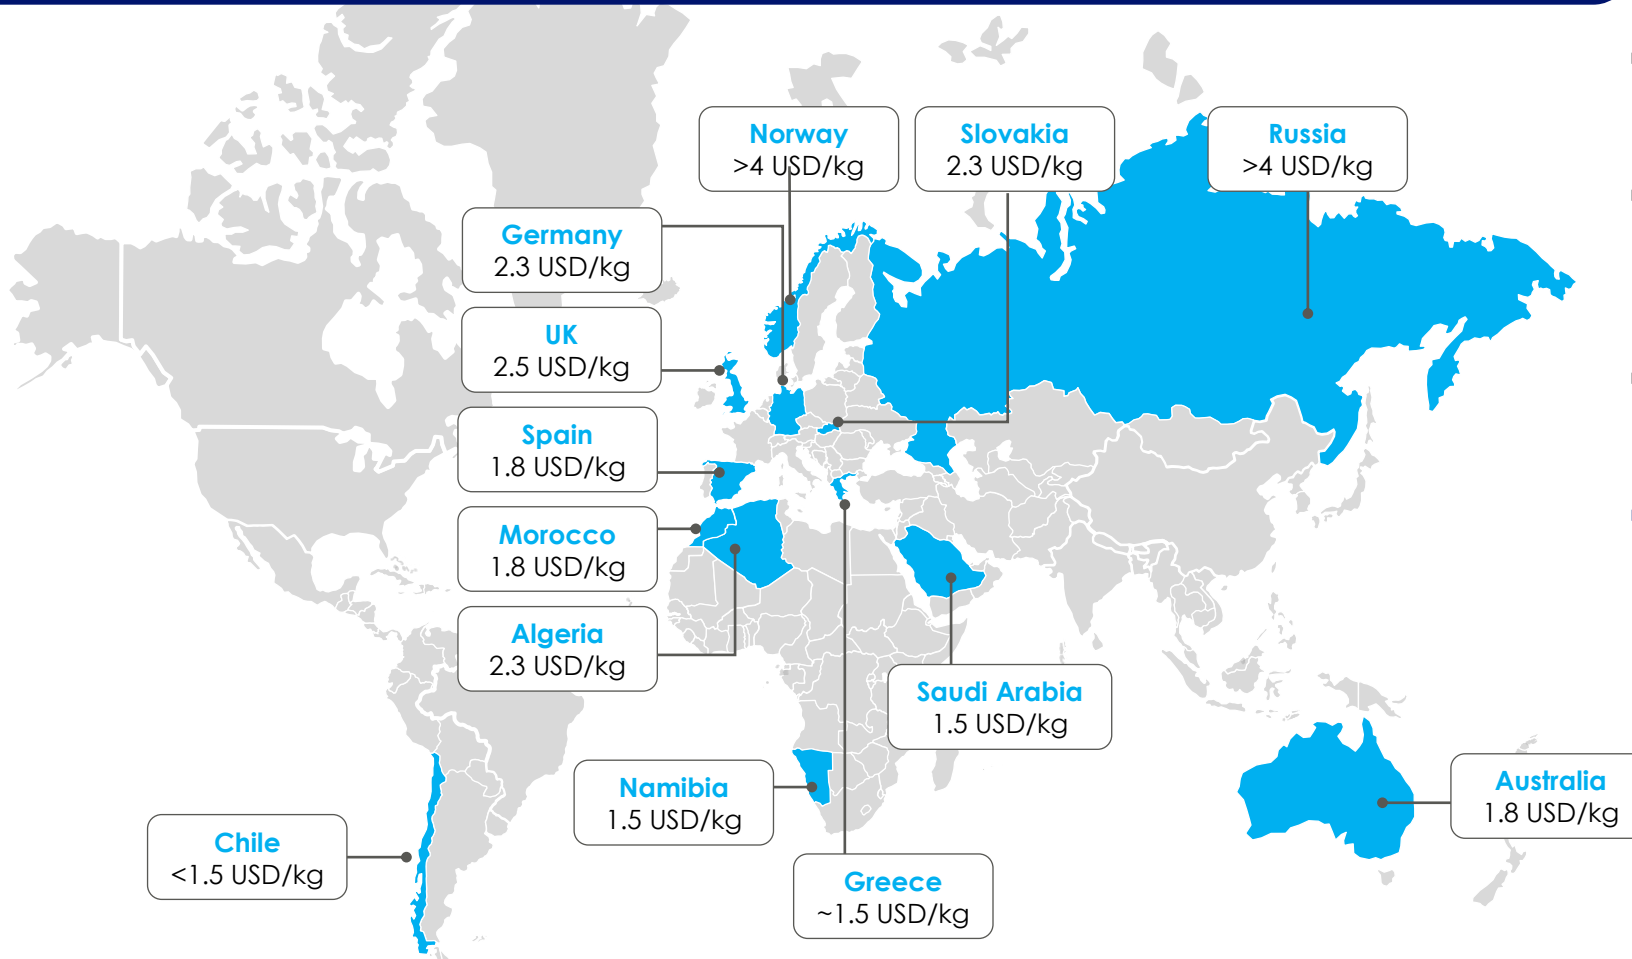 Norway
>4 USD/kg
Slovakia
2.3 USD/kg
Russia
>4 USD/kg
Germany
2.3 USD/kg
UK
2.5 USD/kg
Spain
1.8 USD/kg
Morocco
1.8 USD/kg
Algeria
2.3 USD/kg
Saudi Arabia
1.5 USD/kg
Namibia
1.5 USD/kg
Australia
1.8 USD/kg
Chile
<1.5 USD/kg
Greece
~1.5 USD/kg